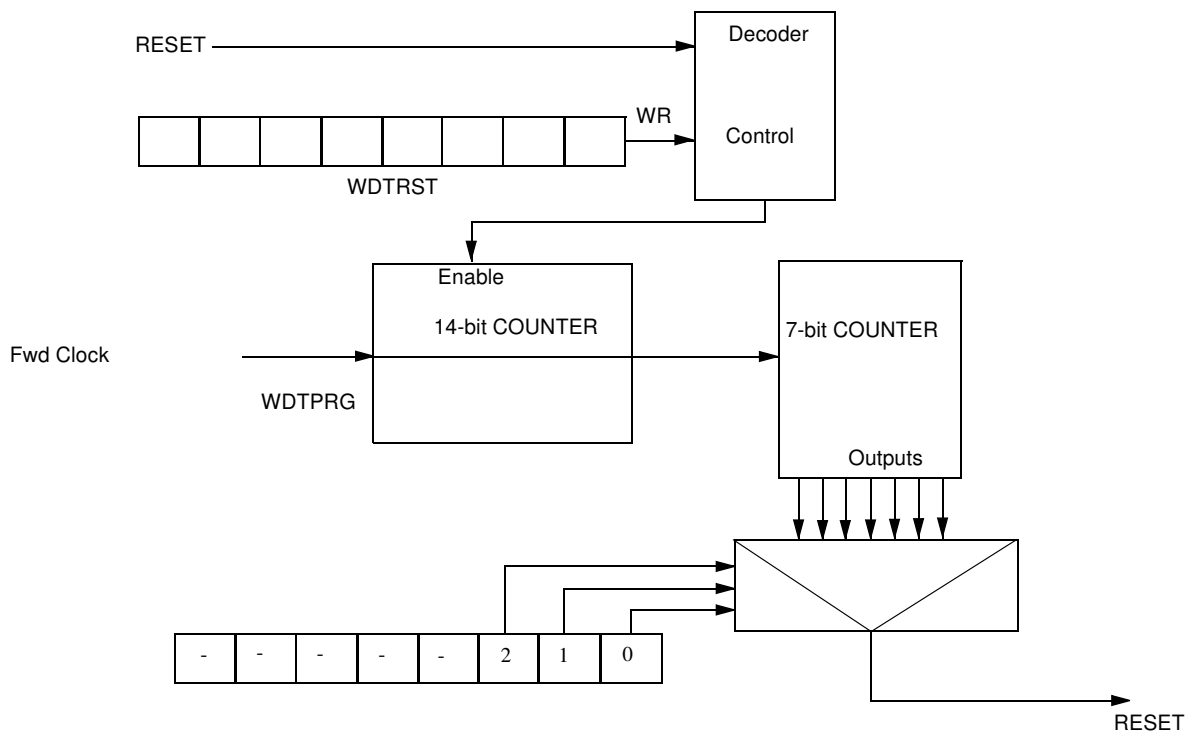 Decoder
RESET
WR
Control
WDTRST
Enable
14-bit COUNTER
7-bit COUNTER
Fwd Clock
WDTPRG
Outputs
- - - - - 2 1 0
RESET